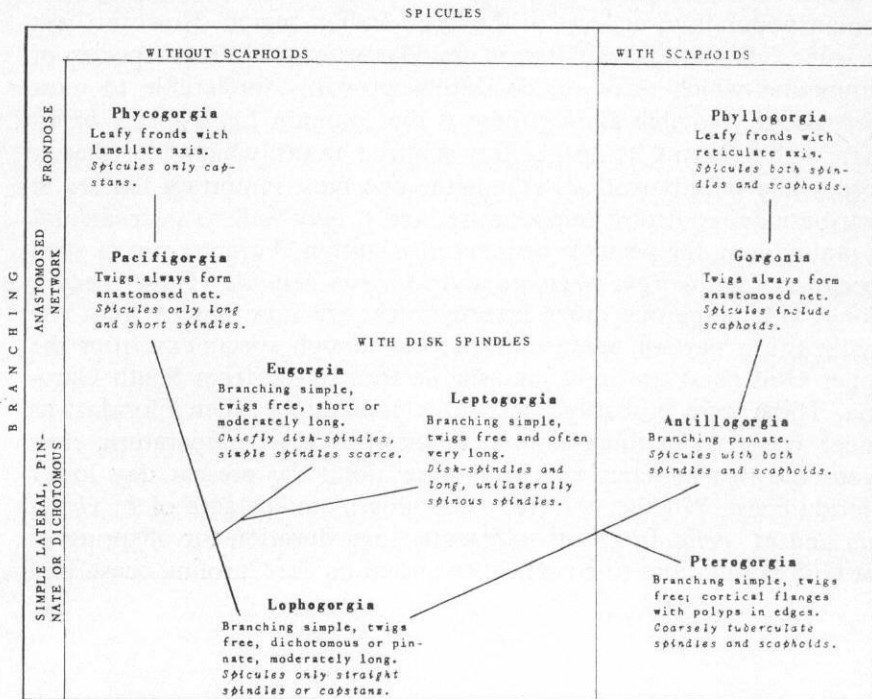 SPICULES
WITHOUT SCAPHOIDS
WITH SCAPHOIDS
BRANCHING
FRONDOSE
ANASTOMOSED
NETWORK
SIMPLE LATERAL, PIN-
NATE OR DICHOTOMOUS
Phycogorgia
Leafy fronds with
lamellate axis.
Spicules only cap-
stans.
Phyllogorgia
Leafy fronds with
reticulate axis.
Spicules both spin-
dles and scaphoids.
Pacifigorgia
Twigs always form
anastomosed net.
Spicules only long
and short spindles.
Gorgonia
Twigs always form
anastomosed net.
Spicules include
scaphoids.
WITH DISK SPINDLES
Eugorgia
Branching simple,
twigs free, short or
moderately long.
Chiefly disk-spindles,
simple spindles scarce.
Leptogorgia
Branching simple,
twigs free and often
very long.
Disk-spindles and
long, unilaterally
spinous spindles.
Antillogorgia
Branching pinnate.
Spicules with both
spindles and scaphoids.
Lophogorgia
Branching simple, twigs
free, dichotomous or pin-
nate, moderately long.
Spicules only straight
spindles or capstans.
Pterogorgia
Branching simple, twigs
free; cortical flanges
with polyps in edges.
Coarsely tuberculate
spindles and scaphoids.